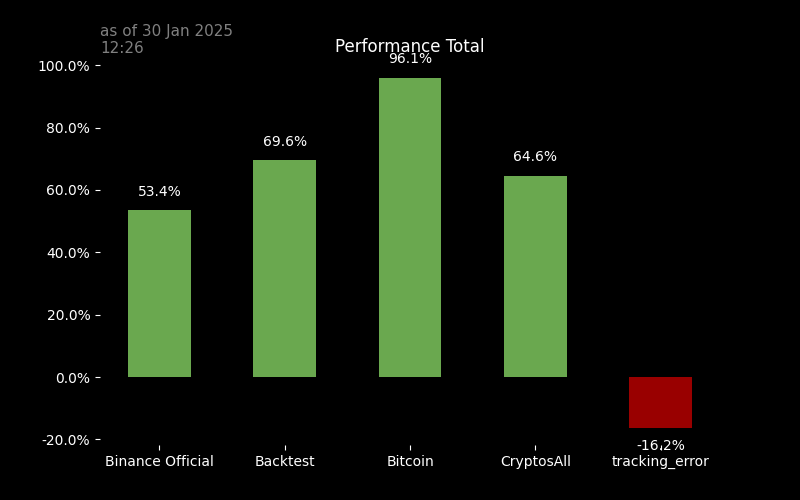 as of 30 Jan 2025
12:26
Performance Total
100.0%
80.0%
60.0%
40.0%
20.0%
0.0%
-20.0%
53.4%
69.6%
96.1%
64.6%
-16.2%
Binance Official
Backtest
Bitcoin
CryptosAll
tracking_error